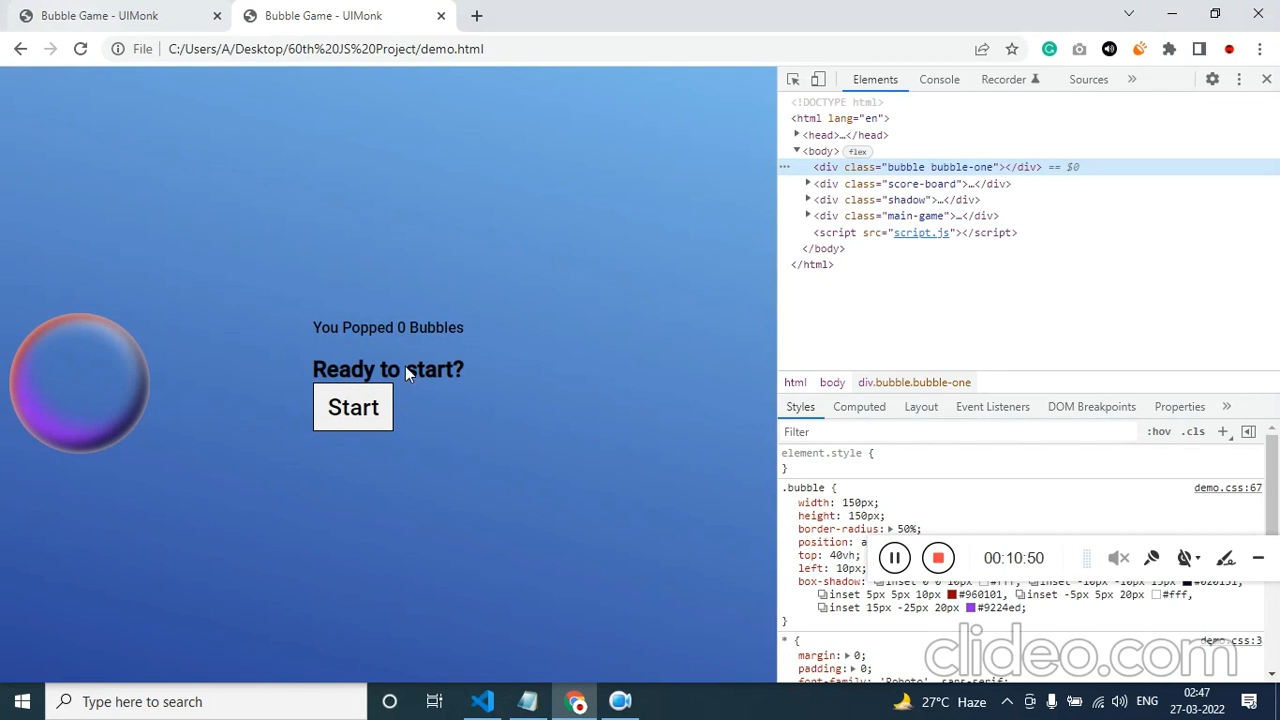 Bubble Game - UIMonk
Bubble Game - UIMonk
File
C:/Users/A/Desktop/60th%20JS%20Project/demo.html
You Popped 0 Bubbles
Ready to start?
Start
Elements Console Recorder Sources »
<!DOCTYPE html>
<html lang="en">
<head>…</head>
<body> flex
··· <div class="bubble bubble-one"></div> == $0
<div class="score-board">…</div>
<div class="shadow">…</div>
<div class="main-game">…</div>
<script src="script.js"></script>
</body>
</html>
html body div.bubble.bubble-one
Styles Computed Layout Event Listeners DOM Breakpoints Properties »
Filter :hov .cls +
element.style {
}
.bubble { demo.css:67
width: 150px;
height: 150px;
border-radius: 50%;
position: a
top: 40vh;
left: 10px;
00:10:50
box-shadow:
inset 5px 5px 10px #960101, inset -5px 5px 20px #fff,
inset 15px -25px 20px #9224ed;
}
* { demo.css:3
margin: 0;
padding: 0;
font-family: 'Roboto', sans-serif;
clideo.com
Type here to search
27°C Haze
ENG
02:47
27-03-2022